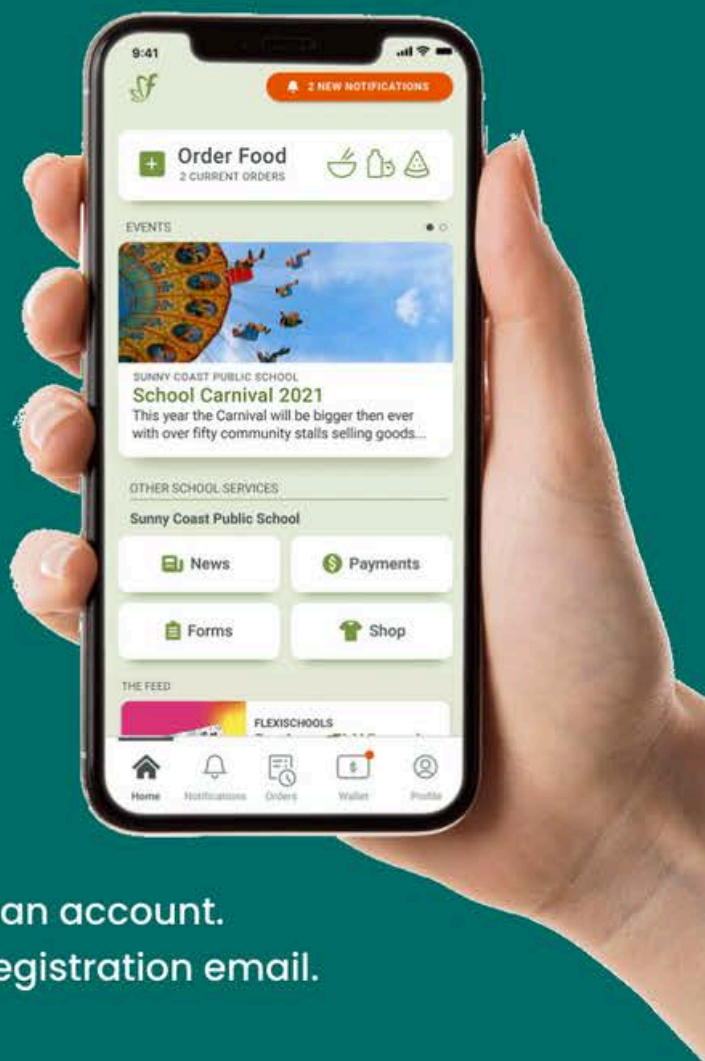 9:41
2 NEW NOTIFICATIONS
Order Food
2 CURRENT ORDERS
EVENTS
SUNNY COAST PUBLIC SCHOOL
School Carnival 2021
This year the Carnival will be bigger then ever
with over fifty community stalls selling goods...
OTHER SCHOOL SERVICES
Sunny Coast Public School
News
Payments
Forms
Shop
THE FEED
FLEXISCHOOLS
Home
Notifications
Orders
Wallet
Profile
an account.
egistration email.